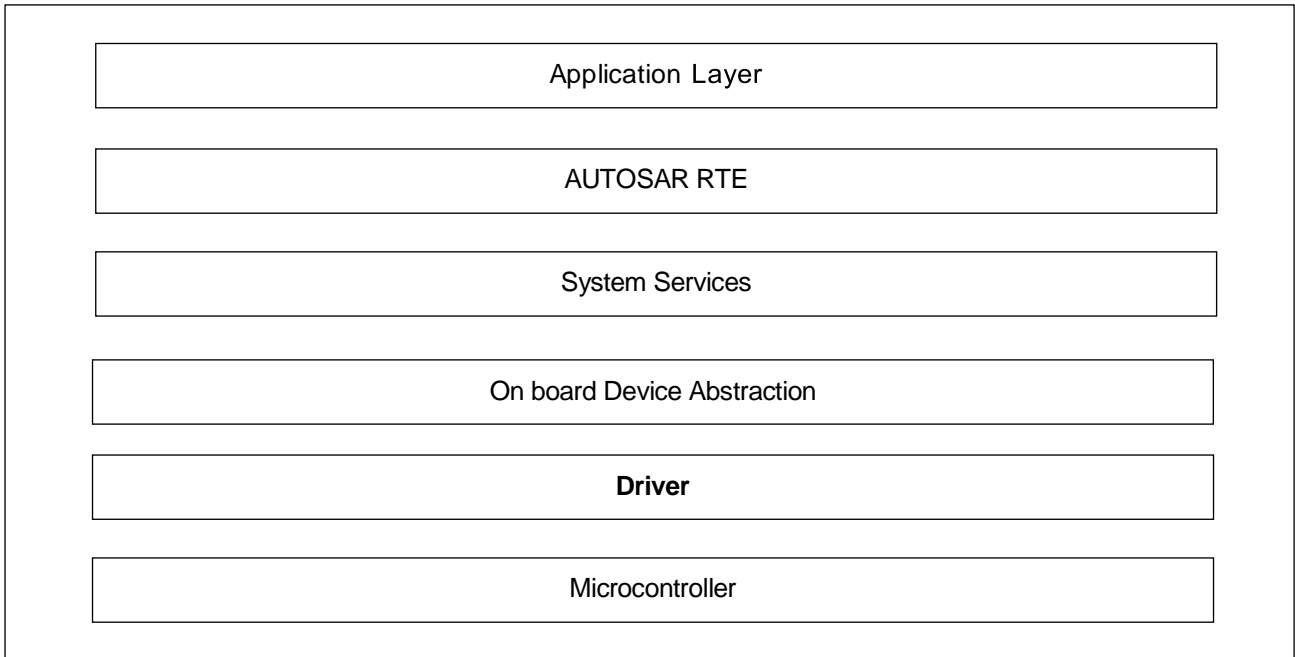 Application Layer
AUTOSAR RTE
System Services
On board Device Abstraction
Driver
Microcontroller